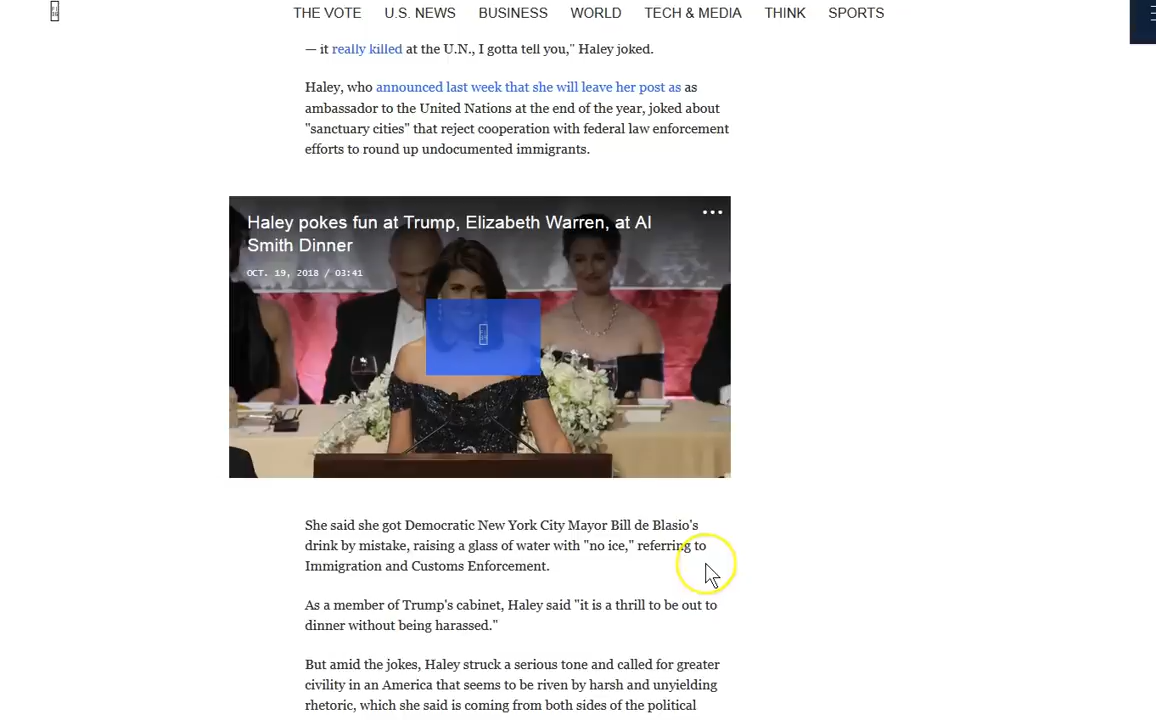 THE VOTE U.S. NEWS BUSINESS WORLD TECH & MEDIA THINK SPORTS
— it really killed at the U.N., I gotta tell you," Haley joked.
Haley, who announced last week that she will leave her post as as
ambassador to the United Nations at the end of the year, joked about
"sanctuary cities" that reject cooperation with federal law enforcement
efforts to round up undocumented immigrants.
Haley pokes fun at Trump, Elizabeth Warren, at Al
Smith Dinner
OCT. 19, 2018 / 03:41
She said she got Democratic New York City Mayor Bill de Blasio's
drink by mistake, raising a glass of water with "no ice," referring to
Immigration and Customs Enforcement.
As a member of Trump's cabinet, Haley said "it is a thrill to be out to
dinner without being harassed."
But amid the jokes, Haley struck a serious tone and called for greater
civility in an America that seems to be riven by harsh and unyielding
rhetoric, which she said is coming from both sides of the political